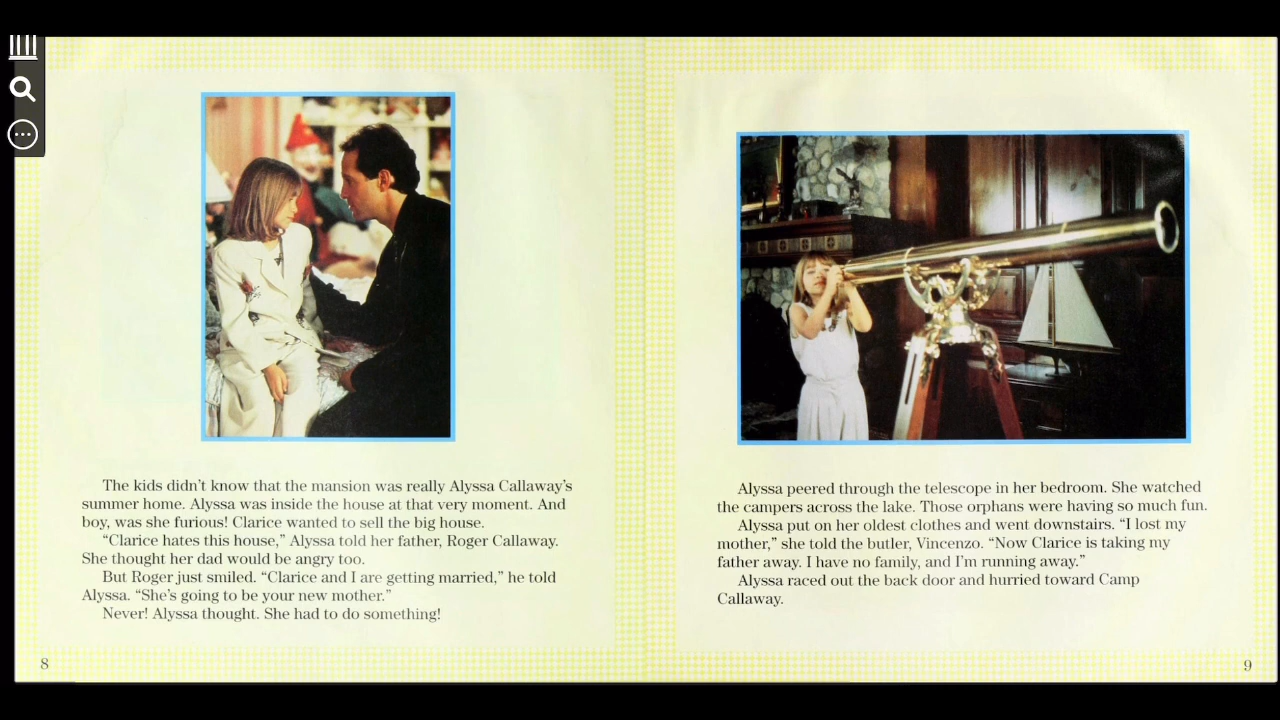 The kids didn't know that the mansion was really Alyssa Callaway's
summer home. Alyssa was inside the house at that very moment. And
boy, was she furious! Clarice wanted to sell the big house.
“Clarice hates this house,” Alyssa told her father, Roger Callaway.
She thought her dad would be angry too.
But Roger just smiled. “Clarice and I are getting married,” he told
Alyssa. “She's going to be your new mother.”
Never! Alyssa thought. She had to do something!
8
Alyssa peered through the telescope in her bedroom. She watched
the campers across the lake. Those orphans were having so much fun.
Alyssa put on her oldest clothes and went downstairs. “I lost my
mother,” she told the butler, Vincenzo. “Now Clarice is taking my
father away. I have no family, and I'm running away.”
Alyssa raced out the back door and hurried toward Camp
Callaway.
9